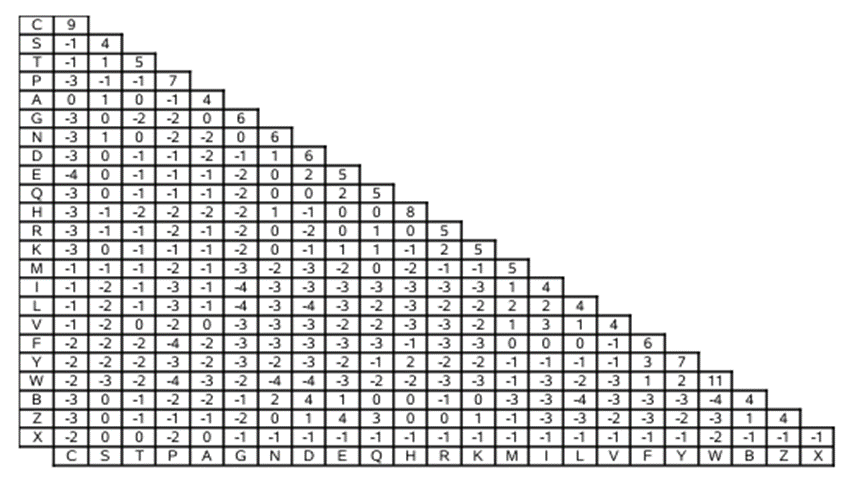 C 9
S -1 4
T -1 1 5
P -3 -1 -1 7
A 0 1 0 -1 4
G -3 0 -2 -2 0 6
N -3 1 0 -2 -2 0 6
D -3 0 -1 -1 -2 -1 1 6
E -4 0 -1 -1 -1 -2 0 2 5
Q -3 0 -1 -1 -1 -2 0 0 2 5
H -3 -1 -2 -2 -2 -2 1 -1 0 0 8
R -3 -1 -1 -2 -1 -2 0 -2 0 1 0 5
K -3 0 -1 -1 -1 -2 0 -1 1 1 -1 2 5
M -1 -1 -1 -2 -1 -3 -2 -3 -2 0 -2 -1 -1 5
I -1 -2 -1 -3 -1 -4 -3 -3 -3 -3 -3 -3 -3 1 4
L -1 -2 -1 -3 -1 -4 -3 -4 -3 -2 -3 -2 -2 2 2 4
V -1 -2 0 -2 0 -3 -3 -3 -2 -2 -3 -3 -2 1 3 1 4
F -2 -2 -2 -4 -2 -3 -3 -3 -3 -3 -1 -3 -3 0 0 0 -1 6
Y -2 -2 -2 -3 -2 -3 -2 -3 -2 -1 2 -2 -2 -1 -1 -1 -1 3 7
W -2 -3 -2 -4 -3 -2 -4 -4 -3 -2 -2 -3 -3 -1 -3 -2 -3 1 2 11
B -3 0 -1 -2 -2 -1 2 4 1 0 0 -1 0 -3 -3 -4 -3 -3 -3 -4 4
Z -3 0 -1 -1 -1 -2 0 1 4 3 0 0 1 -1 -3 -3 -2 -3 -2 -3 1 4
X -2 0 0 -2 0 -1 -1 -1 -1 -1 -1 -1 -1 -1 -1 -1 -1 -1 -1 -2 -1 -1 -1
C S T P A G N D E Q H R K M I L V F Y W B Z X